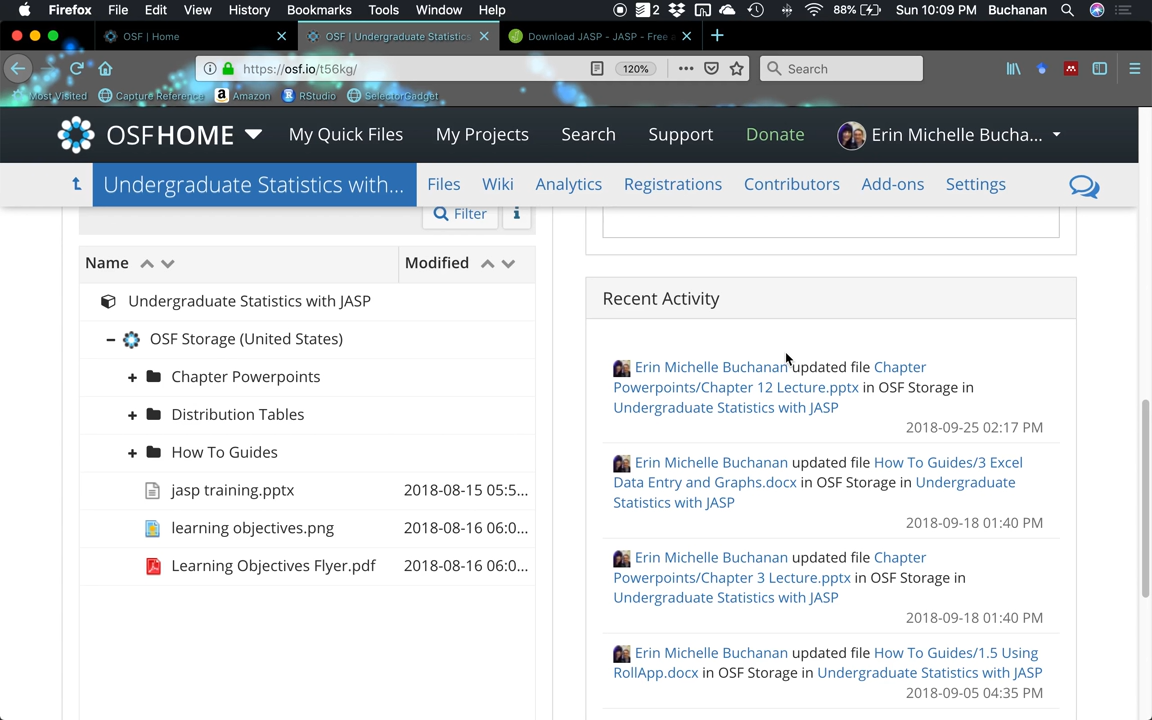 Firefox File Edit View History Bookmarks Tools Window Help 2 88% Sun 10:09 PM Buchanan
OSF | Home OSF | Undergraduate Statistics Download JASP - JASP - Free
https://osf.io/t56kg/ 120% Search
Most Visited Capture Reference Amazon RStudio SelectorGadget
OSFHOME My Quick Files My Projects Search Support Donate Erin Michelle Bucha...
Undergraduate Statistics with... Files Wiki Analytics Registrations Contributors Add-ons Settings
Filter
Name Modified
Undergraduate Statistics with JASP
OSF Storage (United States)
Chapter Powerpoints
Distribution Tables
How To Guides
jasp training.pptx 2018-08-15 05:5...
learning objectives.png 2018-08-16 06:0...
Learning Objectives Flyer.pdf 2018-08-16 06:0...
Recent Activity
Erin Michelle Buchanan updated file Chapter
Powerpoints/Chapter 12 Lecture.pptx in OSF Storage in
Undergraduate Statistics with JASP
2018-09-25 02:17 PM
Erin Michelle Buchanan updated file How To Guides/3 Excel
Data Entry and Graphs.docx in OSF Storage in Undergraduate
Statistics with JASP
2018-09-18 01:40 PM
Erin Michelle Buchanan updated file Chapter
Powerpoints/Chapter 3 Lecture.pptx in OSF Storage in
Undergraduate Statistics with JASP
2018-09-18 01:40 PM
Erin Michelle Buchanan updated file How To Guides/1.5 Using
RollApp.docx in OSF Storage in Undergraduate Statistics with JASP
2018-09-05 04:35 PM